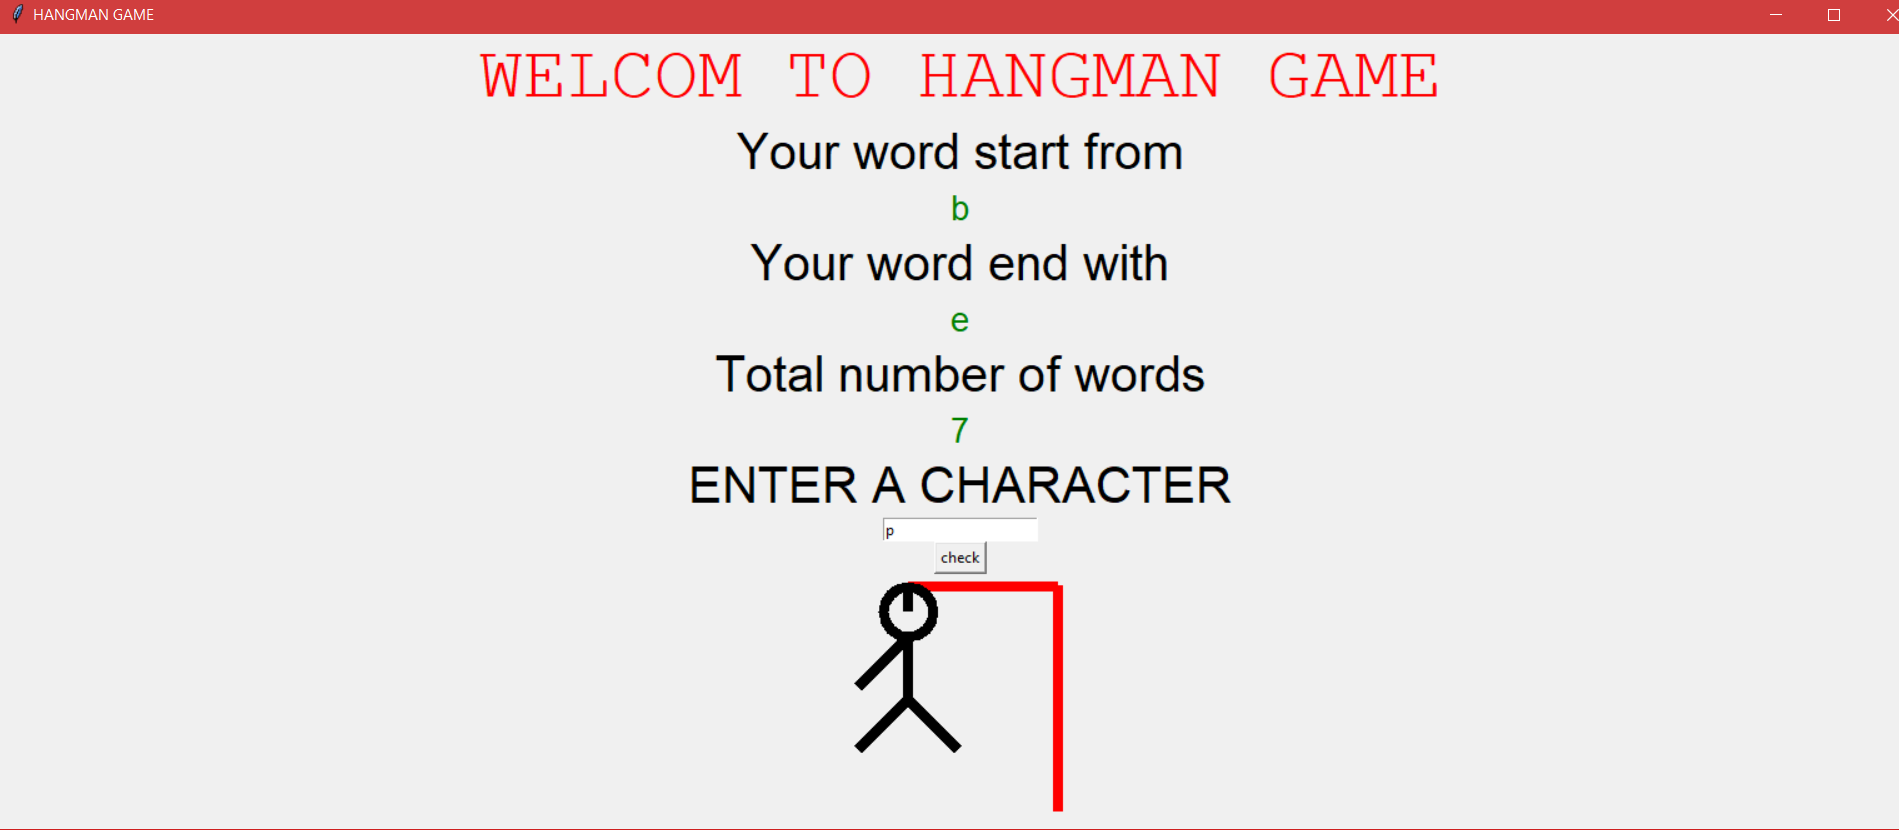 HANGMAN GAME
WELCOM TO HANGMAN GAME
Your word start from
b
Your word end with
e
Total number of words
7
ENTER A CHARACTER
p
check